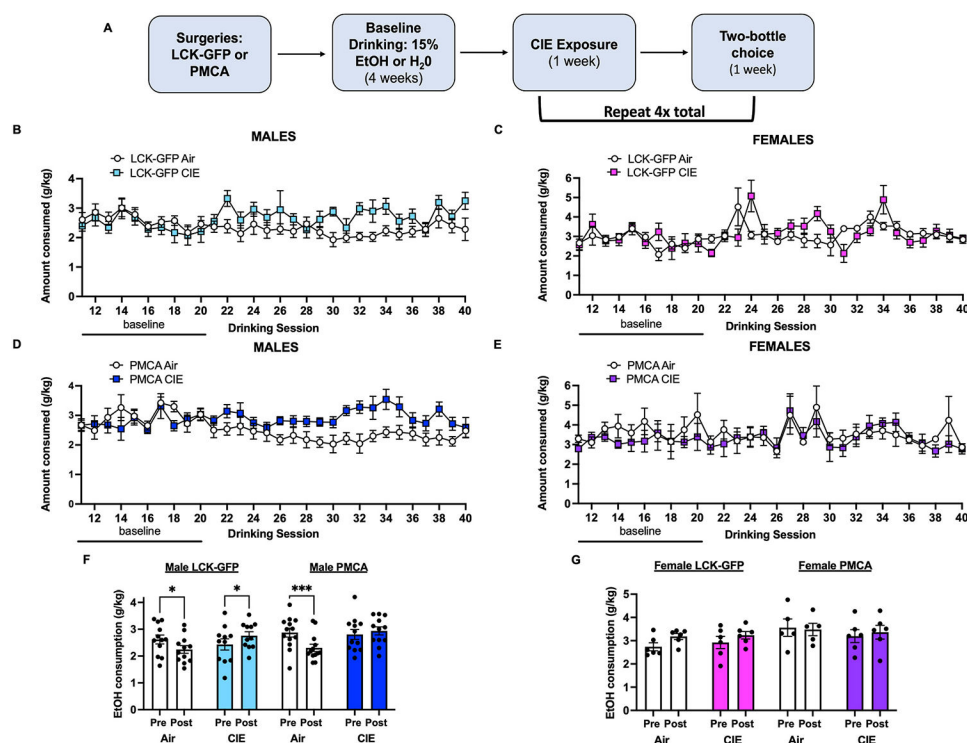 A
Surgeries:
LCK-GFP or
PMCA
Baseline
Drinking: 15%
EtOH or H₂0
(4 weeks)
CIE Exposure
(1 week)
Two-bottle
choice
(1 week)
Repeat 4x total
B
MALES
LCK-GFP Air
LCK-GFP CIE
Amount consumed (g/kg)
4
3
2
1
0
12 14 16 18 20 22 24 26 28 30 32 34 36 38 40
baseline
Drinking Session
C
FEMALES
LCK-GFP Air
LCK-GFP CIE
Amount consumed (g/kg)
6
5
4
3
2
1
0
12 14 16 18 20 22 24 26 28 30 32 34 36 38 40
baseline
Drinking Session
D
MALES
PMCA Air
PMCA CIE
Amount consumed (g/kg)
4
3
2
1
0
12 14 16 18 20 22 24 26 28 30 32 34 36 38 40
baseline
Drinking Session
E
FEMALES
PMCA Air
PMCA CIE
Amount consumed (g/kg)
6
5
4
3
2
1
0
12 14 16 18 20 22 24 26 28 30 32 34 36 38 40
baseline
Drinking Session
F
Male LCK-GFP Male PMCA
* * ***
EtOH consumption (g/kg)
5
4
3
2
1
0
Pre Post Pre Post Pre Post Pre Post
Air CIE Air CIE
G
Female LCK-GFP Female PMCA
EtOH consumption (g/kg)
6
5
4
3
2
1
0
Pre Post Pre Post Pre Post Pre Post
Air CIE Air CIE